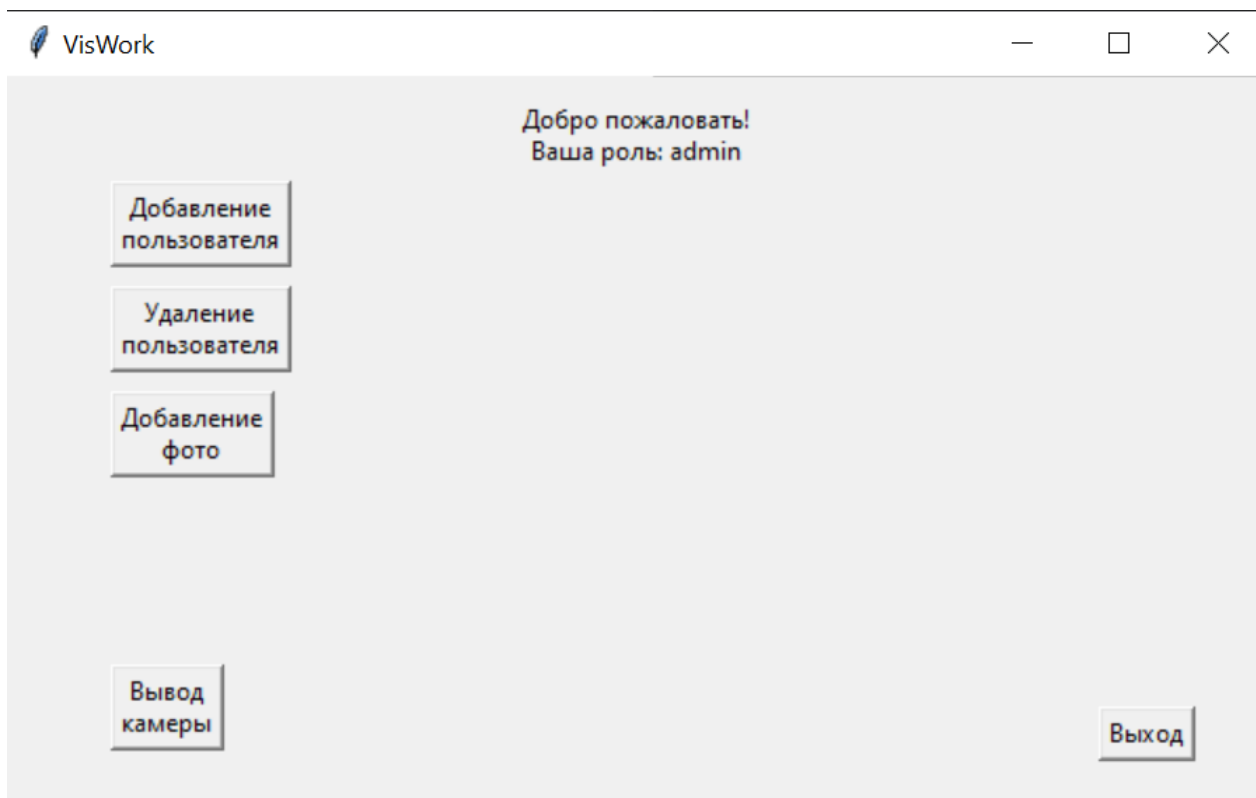 VisWork
Добро пожаловать!
Ваша роль: admin
Добавление
пользователя
Удаление
пользователя
Добавление
фото
Вывод
камеры
Выход